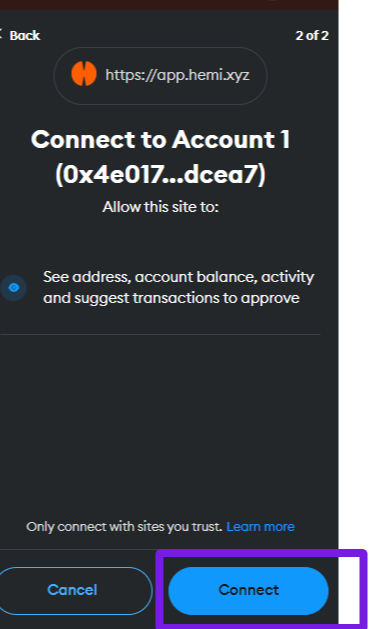 Back
2 of 2
https://app.hemi.xyz
Connect to Account 1
(0x4e017...dcea7)
Allow this site to:
See address, account balance, activity
and suggest transactions to approve
Only connect with sites you trust. Learn more
Cancel
Connect